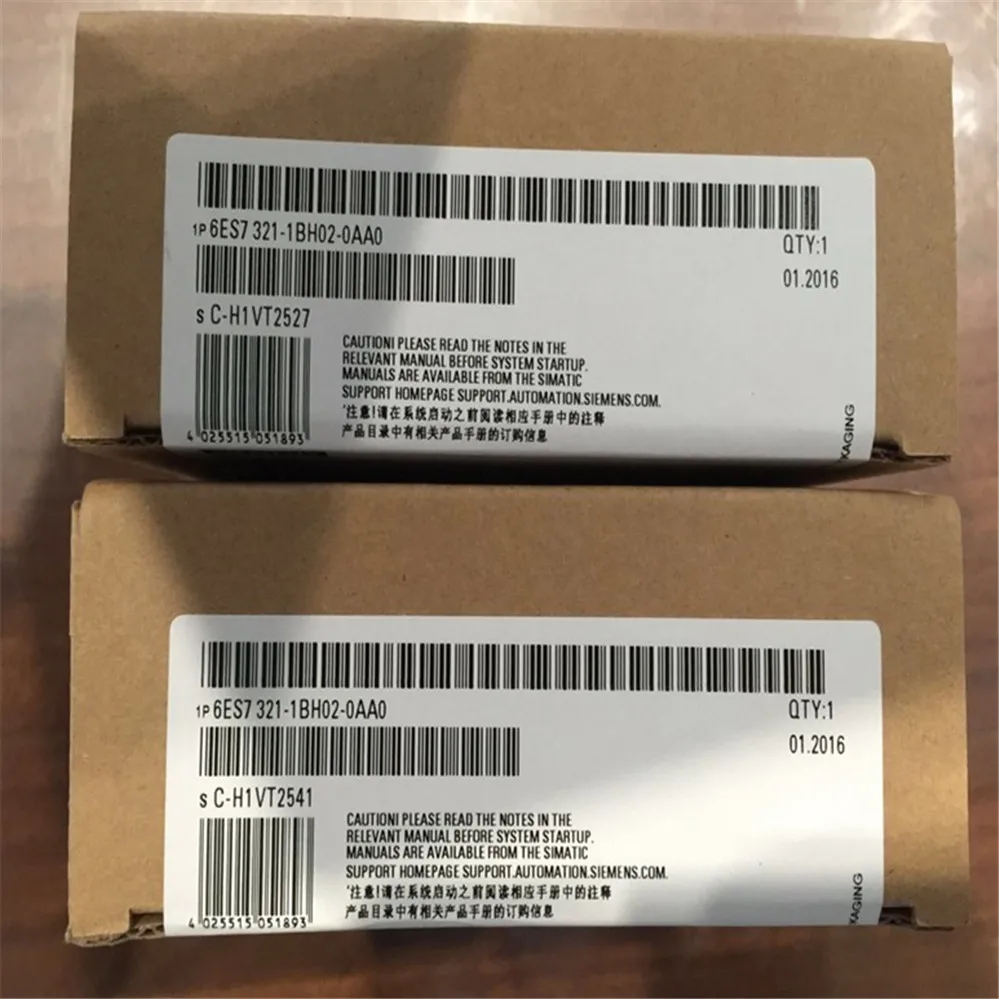 1P 6ES7 321-1BH02-0AA0
QTY:1
01.2016
S C-H1VT2527
CAUTION! PLEASE READ THE NOTES IN THE
RELEVANT MANUAL BEFORE SYSTEM STARTUP.
MANUALS ARE AVAILABLE FROM THE SIMATIC
SUPPORT HOMEPAGE SUPPORT.AUTOMATION.SIEMENS.COM.
'注意!请在系统启动之前阅读相应手册中的注释
产品目录中有相关产品手册的订购信息
4 025515 051893
KAGING
1P 6ES7 321-1BH02-0AA0
QTY:1
01.2016
S C-H1VT2541
CAUTION! PLEASE READ THE NOTES IN THE
RELEVANT MANUAL BEFORE SYSTEM STARTUP.
MANUALS ARE AVAILABLE FROM THE SIMATIC
SUPPORT HOMEPAGE SUPPORT.AUTOMATION.SIEMENS.COM.
'注意!请在系统启动之前阅读相应手册中的注释
产品目录中有相关产品手册的订购信息
4 025515 051893
KAGING